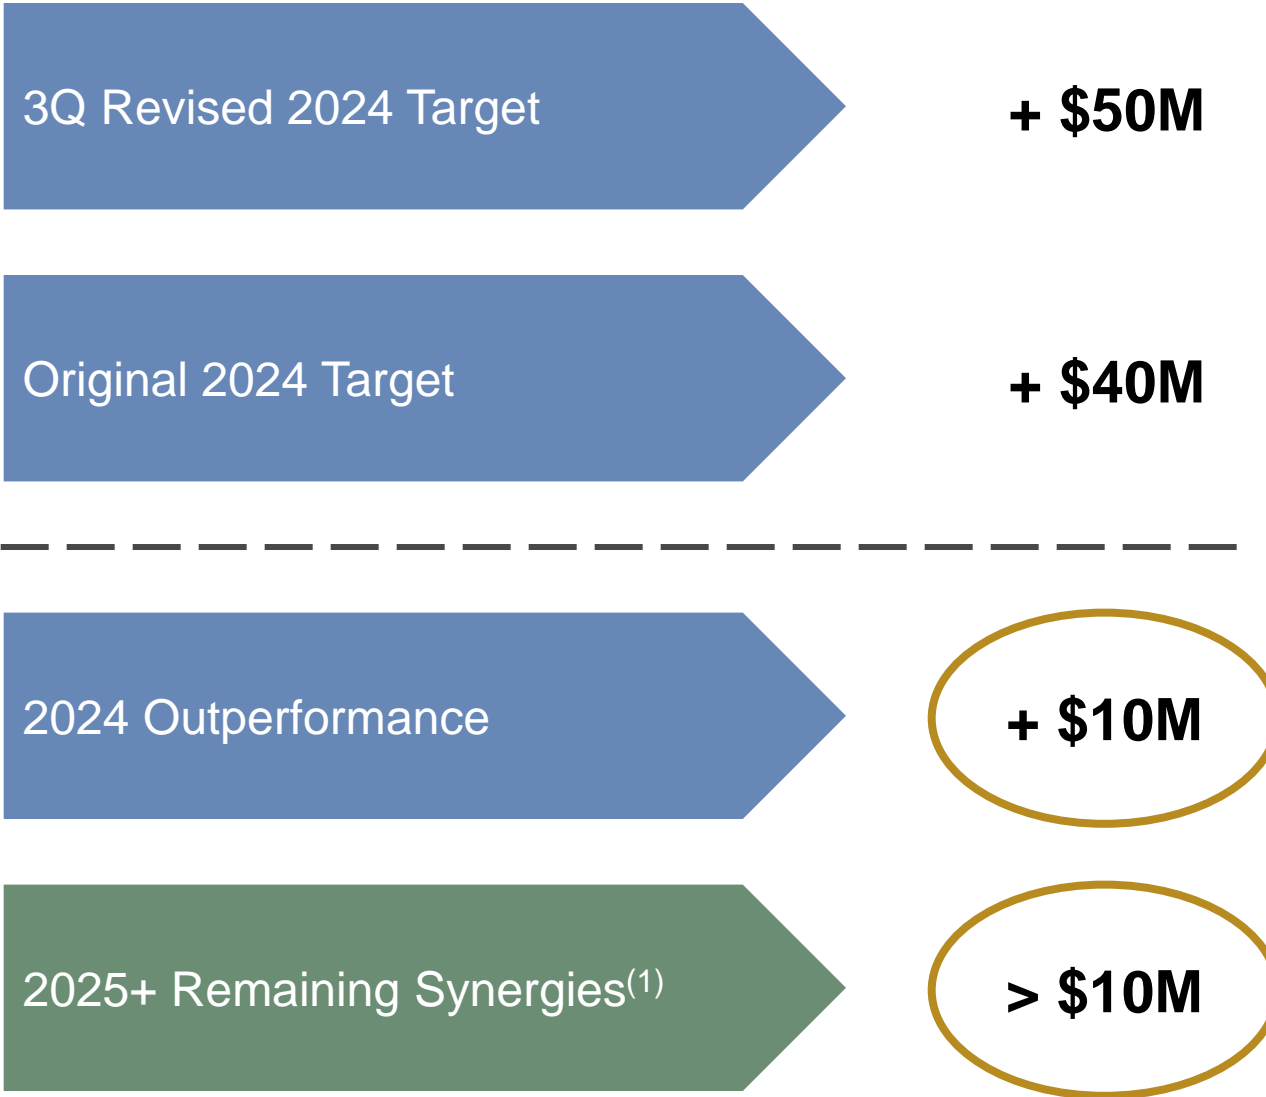 3Q Revised 2024 Target
+ $50M
Original 2024 Target
+ $40M
2024 Outperformance
+ $10M
2025+ Remaining Synergies(1)
> $10M